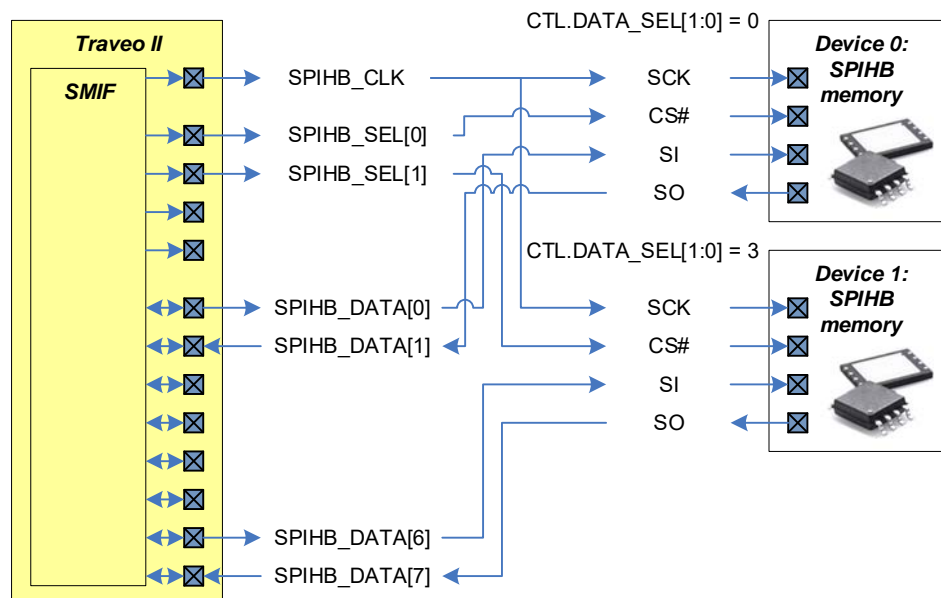 CTL.DATA_SEL[1:0] = 0
Traveo II
SMIF
Device 0:
SPIHB
memory
SPIHB_CLK
SCK
SPIHB_SEL[0]
CS#
SPIHB_SEL[1]
SI
SO
CTL.DATA_SEL[1:0] = 3
Device 1:
SPIHB
memory
SPIHB_DATA[0]
SCK
SPIHB_DATA[1]
CS#
SI
SO
SPIHB_DATA[6]
SPIHB_DATA[7]